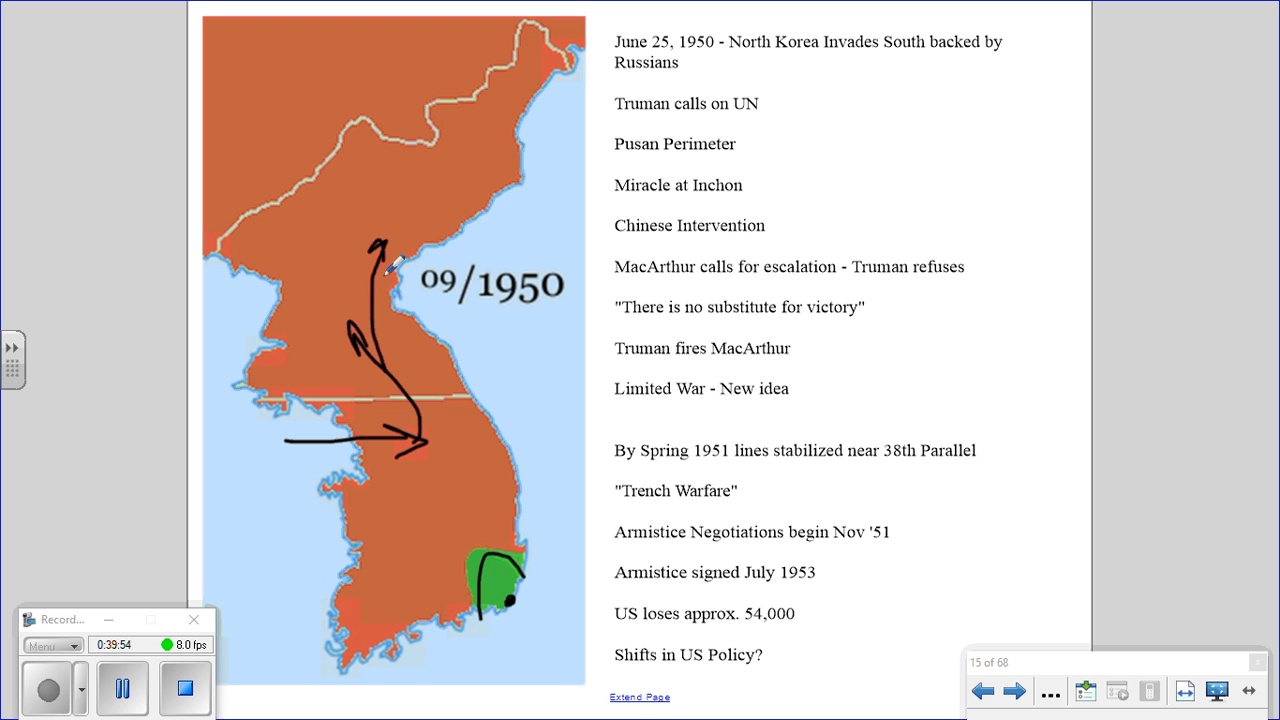 June 25, 1950 - North Korea Invades South backed by
Russians
Truman calls on UN
Pusan Perimeter
Miracle at Inchon
Chinese Intervention
09/1950
MacArthur calls for escalation - Truman refuses
"There is no substitute for victory"
Truman fires MacArthur
Limited War - New idea
By Spring 1951 lines stabilized near 38th Parallel
"Trench Warfare"
Armistice Negotiations begin Nov '51
Armistice signed July 1953
US loses approx. 54,000
Shifts in US Policy?
Extend Page
Record...
Menu
0:39:54
8.0 fps
15 of 68